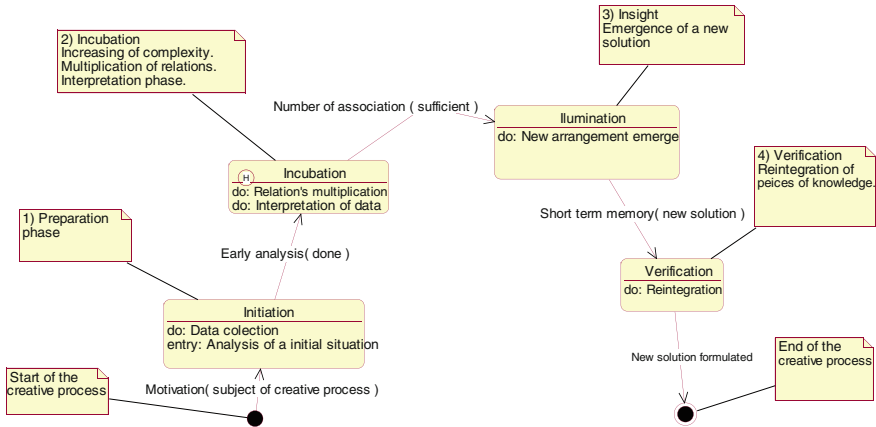 2) Incubation
Increasing of complexity.
Multiplication of relations.
Interpretation phase.
3) Insight
Emergence of a new
solution
Number of association ( sufficient )
Ilumination
do: New arrangement emerge
H
Incubation
do: Relation's multiplication
do: Interpretation of data
4) Verification
Reintegration of
peices of knowledge.
1) Preparation
phase
Short term memory( new solution )
Early analysis( done )
Verification
do: Reintegration
Initiation
do: Data colection
entry: Analysis of a initial situation
New solution formulated
End of the
creative process
Start of the
creative process
Motivation( subject of creative process )